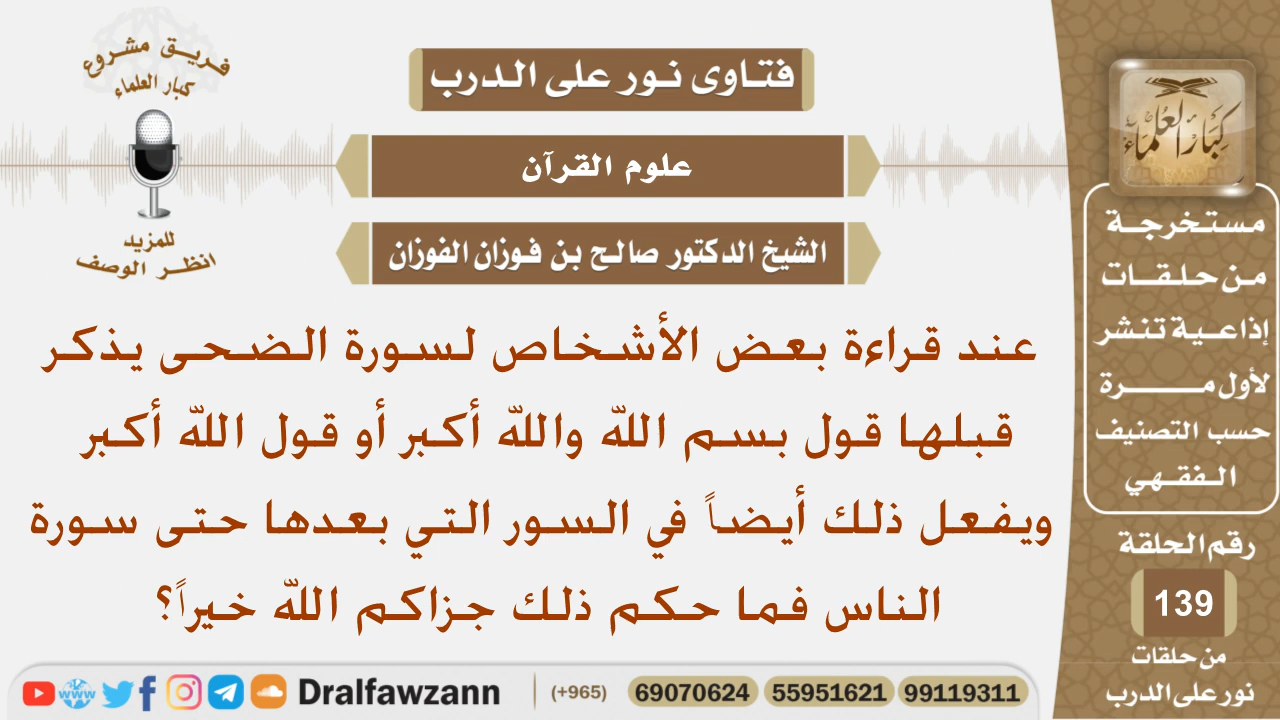 فريق مشروع
كبار العلماء
للمزيد
انظر الوصف
فتاوى نور على الدرب
علوم القرآن
الشيخ الدكتور صالح بن فوزان الفوزان
عند قراءة بعض الأشخاص لسورة الضحى يذكر
قبلها قول بسم الله والله أكبر أو قول الله أكبر
ويفعل ذلك أيضاً في السور التي بعدها حتى سورة
الناس فما حكم ذلك جزاكم الله خيراً؟
كبار العلماء
مستخرجة
من حلقات
إذاعية تنشر
لأول مرة
حسب التصنيف
الفقهي
رقم الحلقة
139
من حلقات
نور على الدرب
www Dralfawzann (+965) 69070624 55951621 99119311